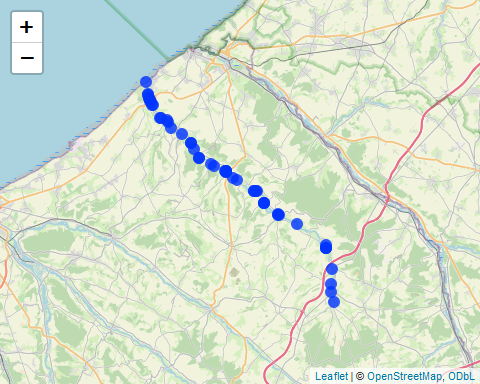 +
−
Leaflet | © OpenStreetMap, ODbL